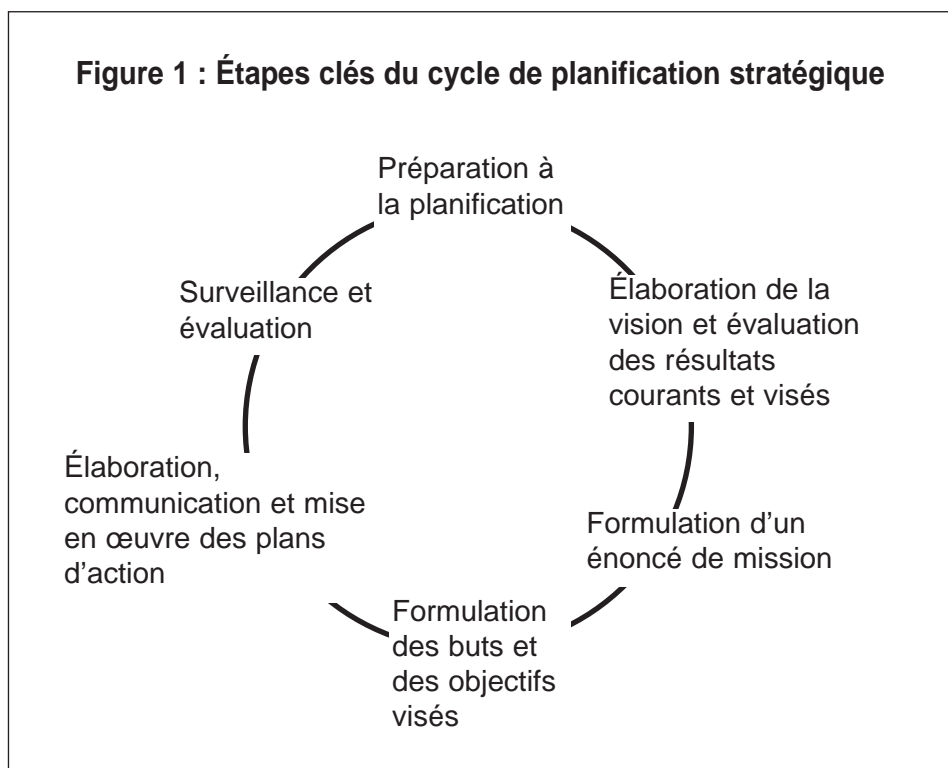 Figure 1 : Étapes clés du cycle de planification stratégique
Préparation à
la planification
Élaboration de la
vision et évaluation
des résultats
courants et visés
Formulation d’un
énoncé de mission
Formulation
des buts et
des objectifs
visés
Élaboration,
communication et mise
en œuvre des plans
d’action
Surveillance et
évaluation